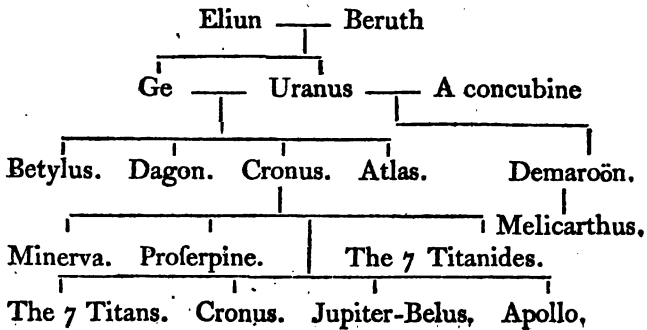 Eliun Beruth
Ge Uranus A concubine
Betylus. Dagon. Cronus. Atlas. Demaroön.
Melicarthus.
Minerva. Proſerpine. The 7 Titanides.
The 7 Titans. Cronus. Jupiter-Belus, Apollo,